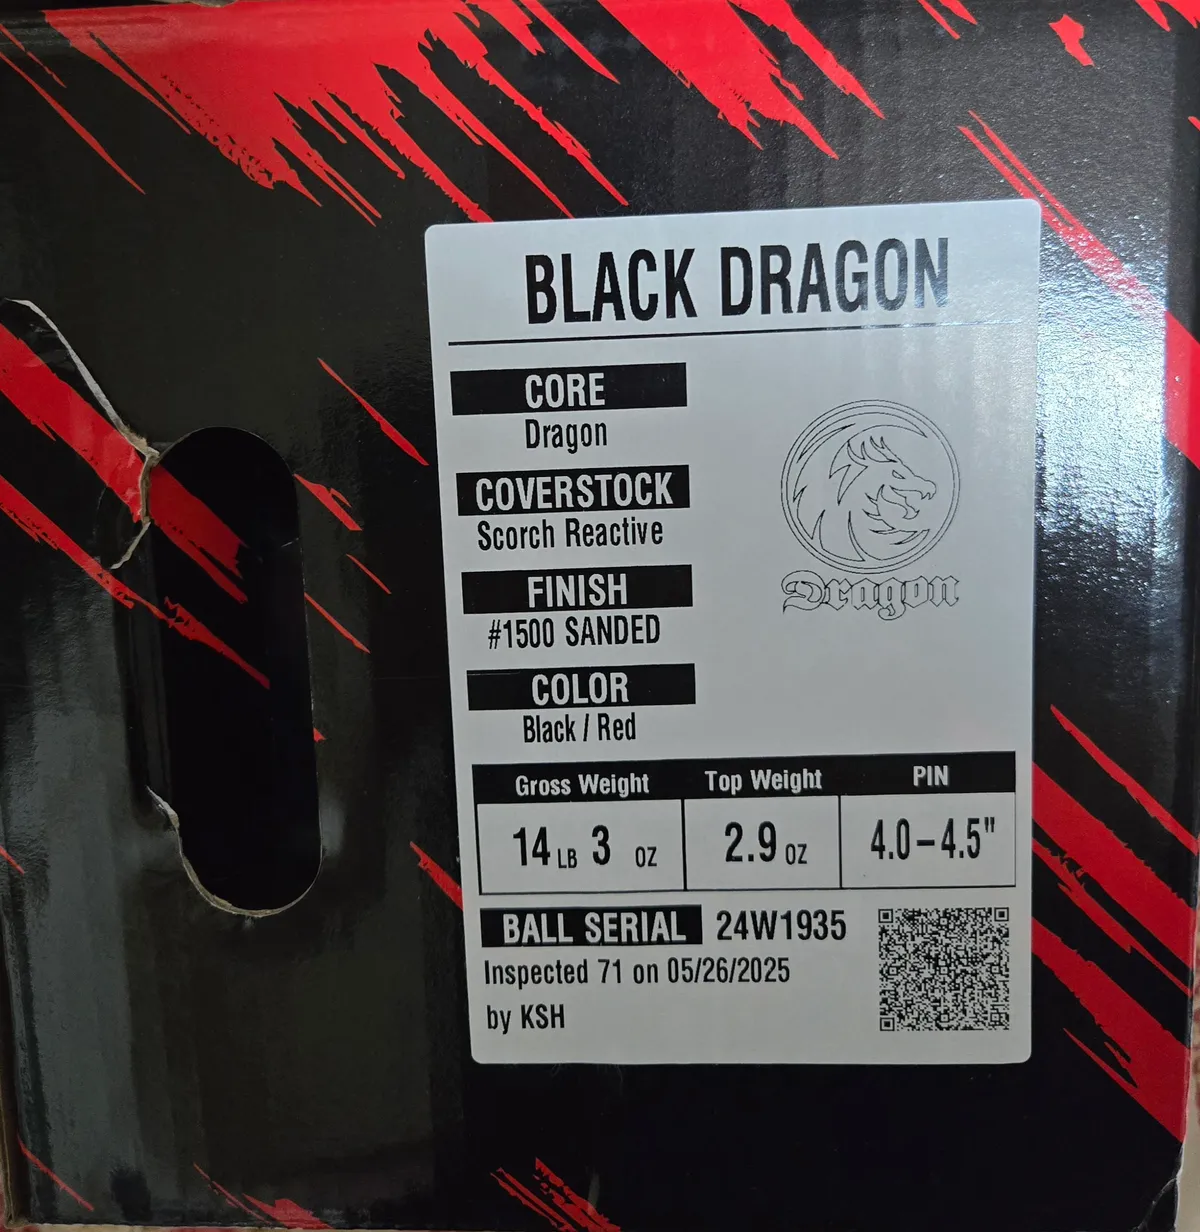 BLACK DRAGON
CORE
Dragon
COVERSTOCK
Scorch Reactive
FINISH
#1500 SANDED
COLOR
Black / Red
Dragon
Gross Weight Top Weight PIN
14 LB 3 OZ 2.9 OZ 4.0-4.5"
BALL SERIAL 24W1935
Inspected 71 on 05/26/2025
by KSH